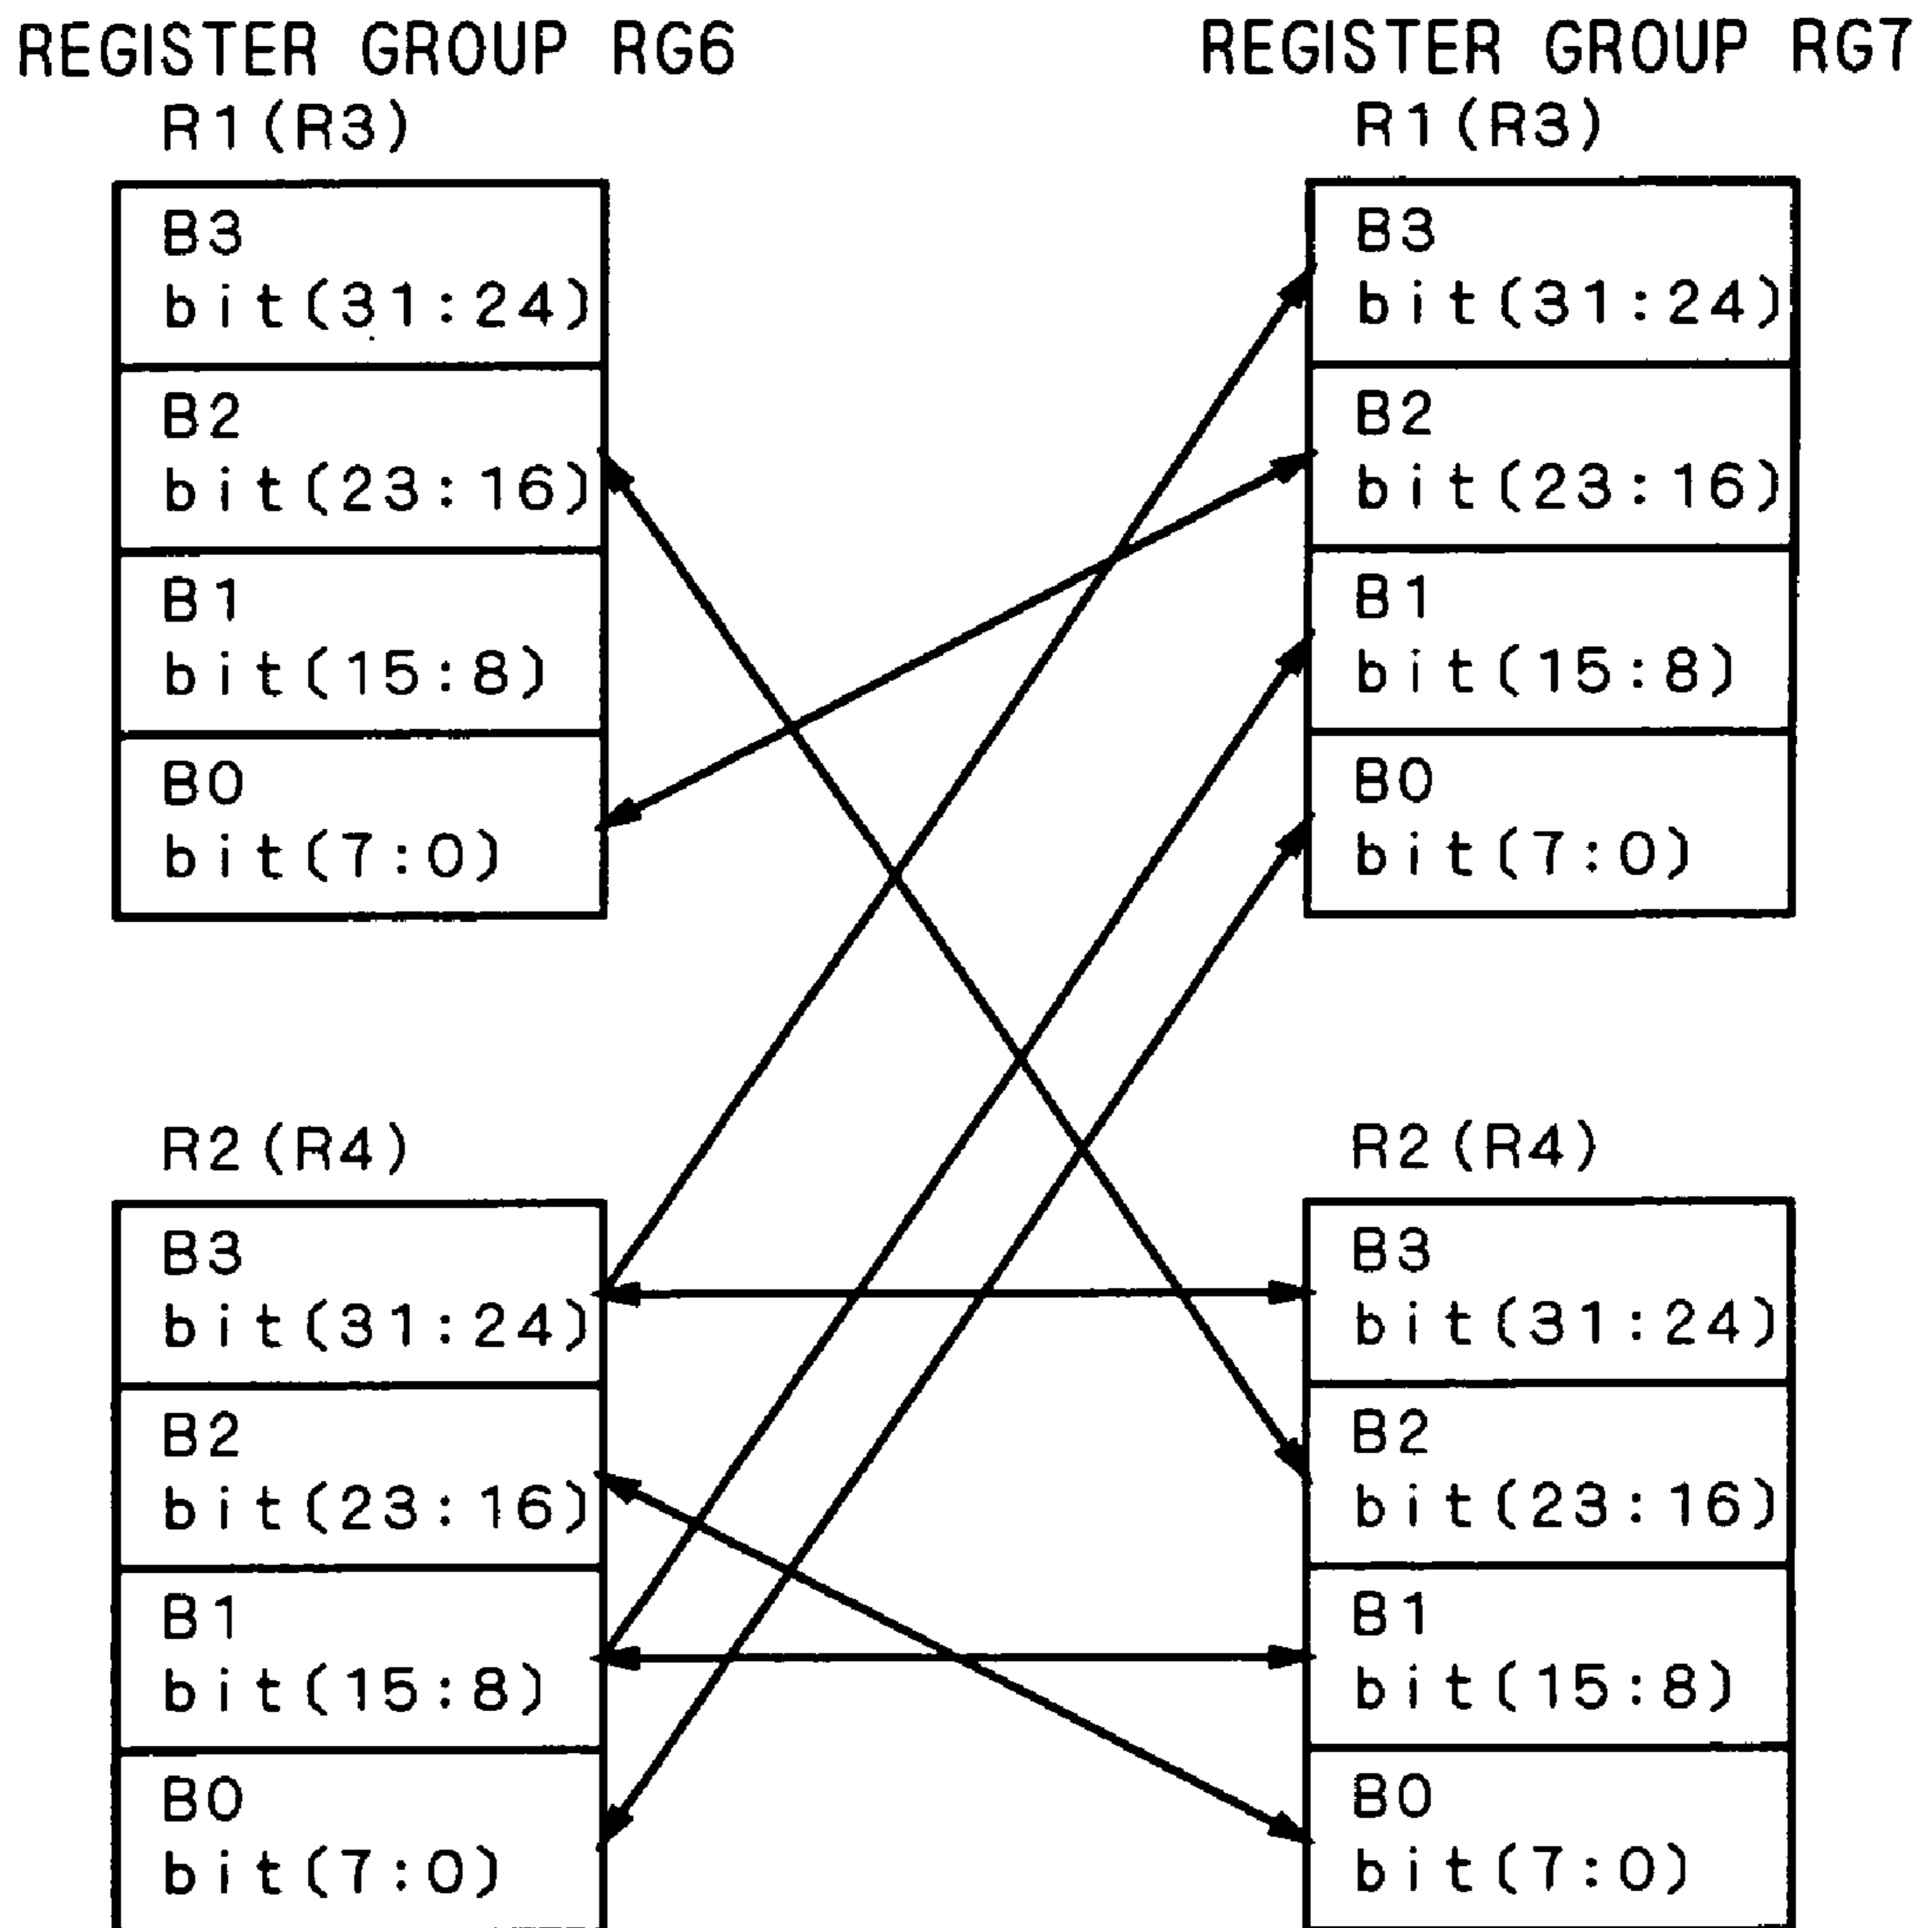 REGISTER GROUP RG6
R1(R3)
B3
bit(31:24)
B2
bit(23:16)
B1
bit(15:8)
B0
bit(7:0)
R2(R4)
B3
bit(31:24)
B2
bit(23:16)
B1
bit(15:8)
B0
bit(7:0)
REGISTER GROUP RG7
R1(R3)
B3
bit(31:24)
B2
bit(23:16)
B1
bit(15:8)
B0
bit(7:0)
R2(R4)
B3
bit(31:24)
B2
bit(23:16)
B1
bit(15:8)
B0
bit(7:0)